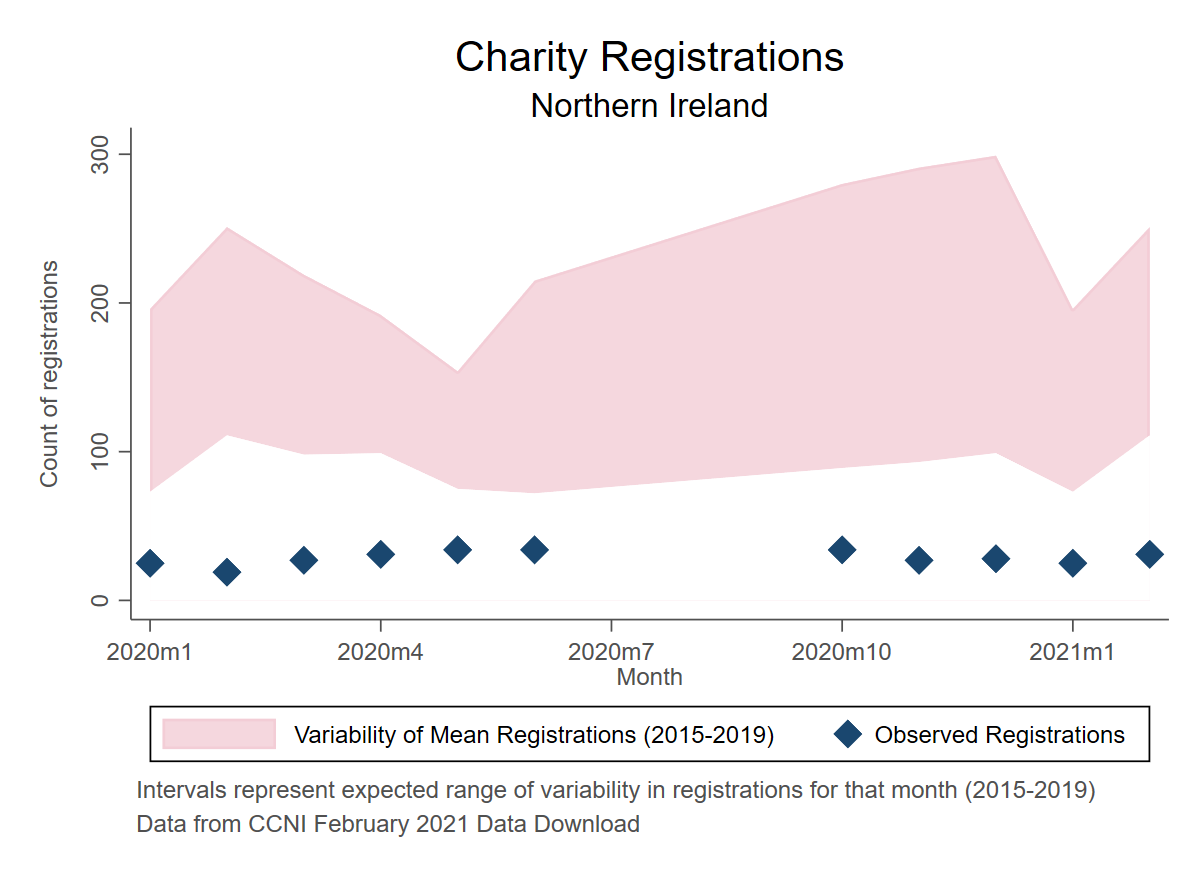 Charity Registrations
Northern Ireland
Count of registrations
300
200
100
0
2020m1 2020m4 2020m7 2020m10 2021m1
Month
Variability of Mean Registrations (2015-2019) Observed Registrations
Intervals represent expected range of variability in registrations for that month (2015-2019)
Data from CCNI February 2021 Data Download